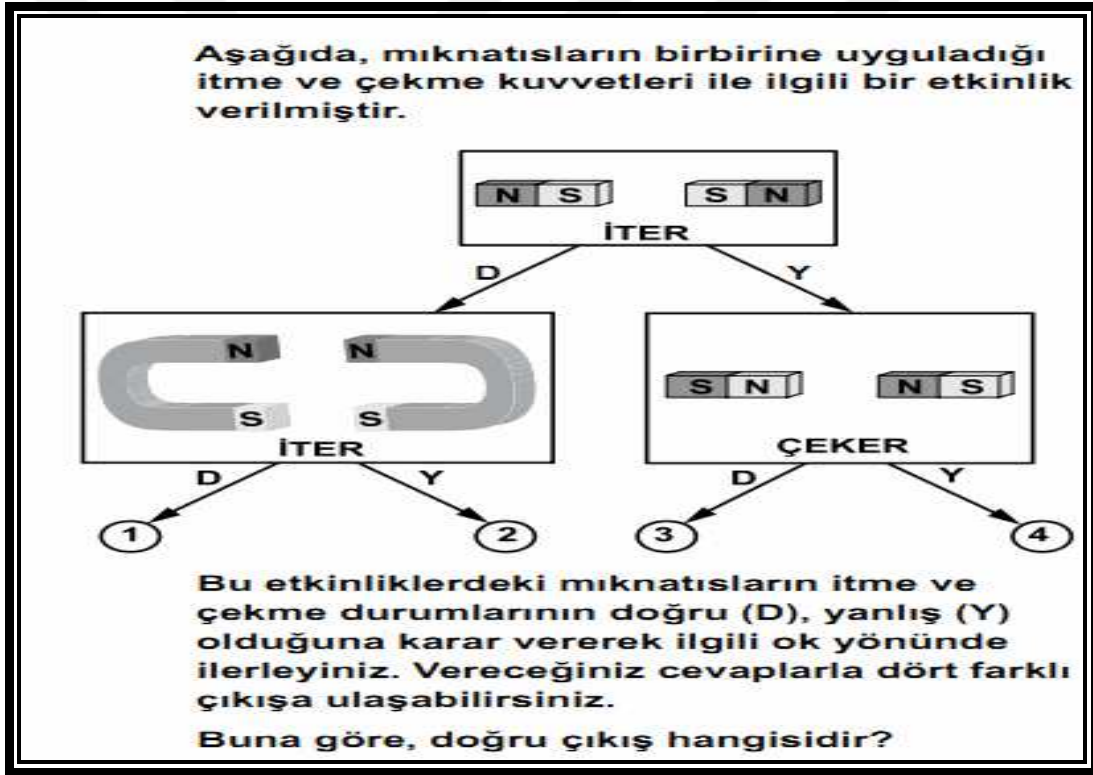 Aşağıda, mıknatısların birbirine uyguladığı
itme ve çekme kuvvetleri ile ilgili bir etkinlik
verilmiştir.
N S S N
İTER
D Y
N N
S S
İTER
S N N S
ÇEKER
D Y
D Y
1 2 3 4
Bu etkinliklerdeki mıknatısların itme ve
çekme durumlarının doğru (D), yanlış (Y)
olduğuna karar vererek ilgili ok yönünde
ilerleyiniz. Vereceğiniz cevaplarla dört farklı
çıkışa ulaşabilirsiniz.
Buna göre, doğru çıkış hangisidir?